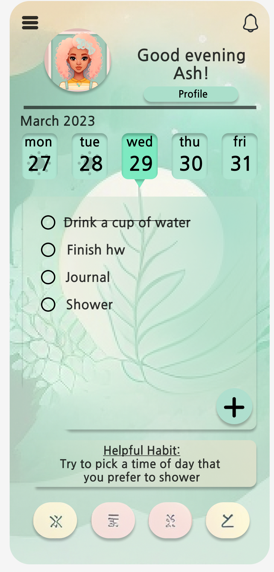 Good evening
Ash!
Profile
March 2023
mon tue wed thu fri
27 28 29 30 31
Drink a cup of water
Finish hw
Journal
Shower
+
Helpful Habit:
Try to pick a time of day that
you prefer to shower